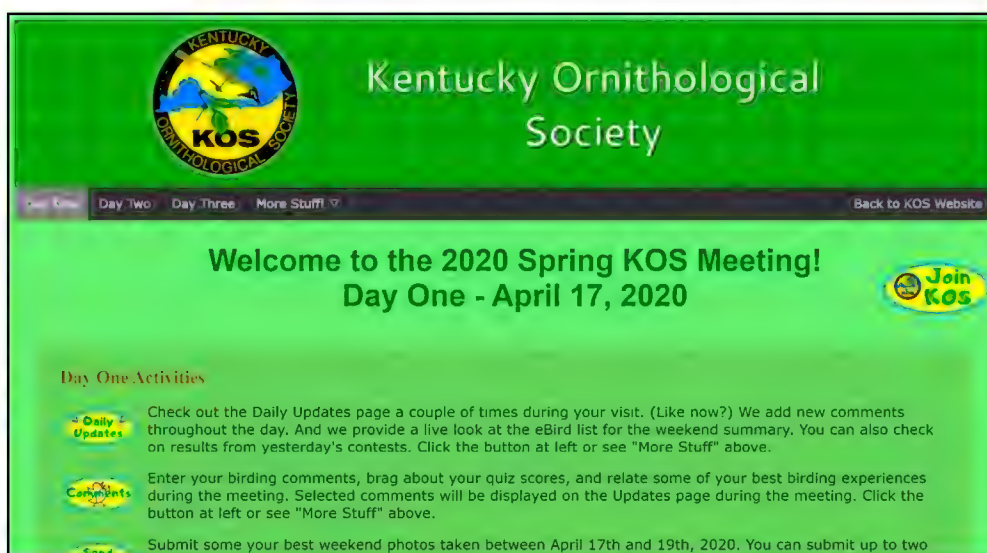 KENTUCKY
ORNITHOLOGICAL SOCIETY
KOS
Kentucky Ornithological
Society
Day Two Day Three More Stuff! ▽ Back to KOS Website
Welcome to the 2020 Spring KOS Meeting!
Day One - April 17, 2020
Join
KOS
Day One Activities
Daily
Updates
Check out the Daily Updates page a couple of times during your visit. (Like now?) We add new comments
throughout the day. And we provide a live look at the eBird list for the weekend summary. You can also check
on results from yesterday's contests. Click the button at left or see "More Stuff" above.
Comments
Enter your birding comments, brag about your quiz scores, and relate some of your best birding experiences
during the meeting. Selected comments will be displayed on the Updates page during the meeting. Click the
button at left or see "More Stuff" above.
Send
Submit some your best weekend photos taken between April 17th and 19th, 2020. You can submit up to two